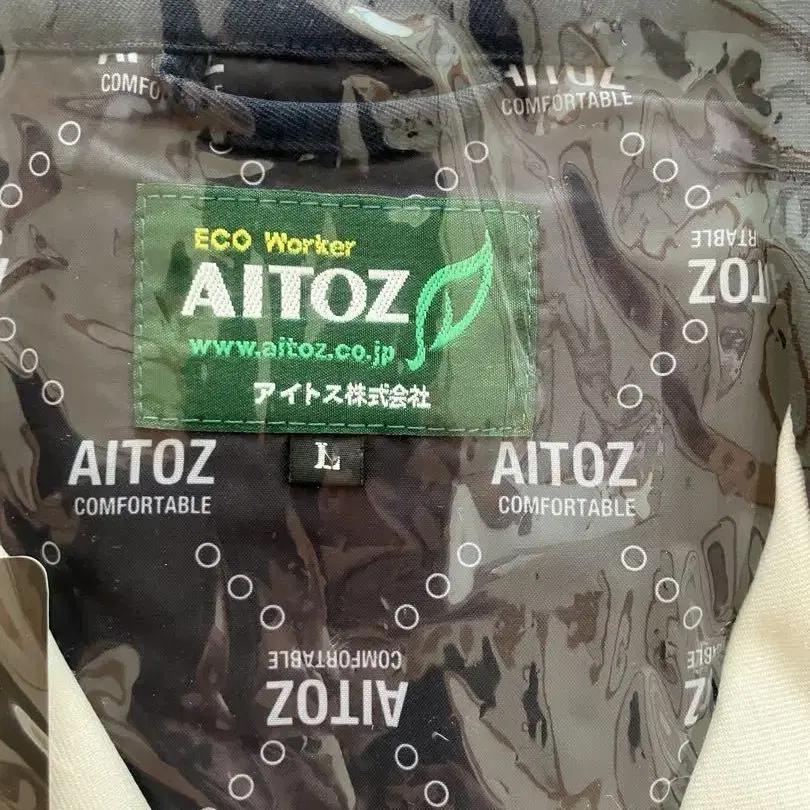 COMFORTABLE
ECO Worker
AITOZ
www.aitoz.co.jp
アイトス株式会社
L
AITOZ
COMFORTABLE
AITOZ
COMFORTABLE
AITOZ
COMFORTABLE